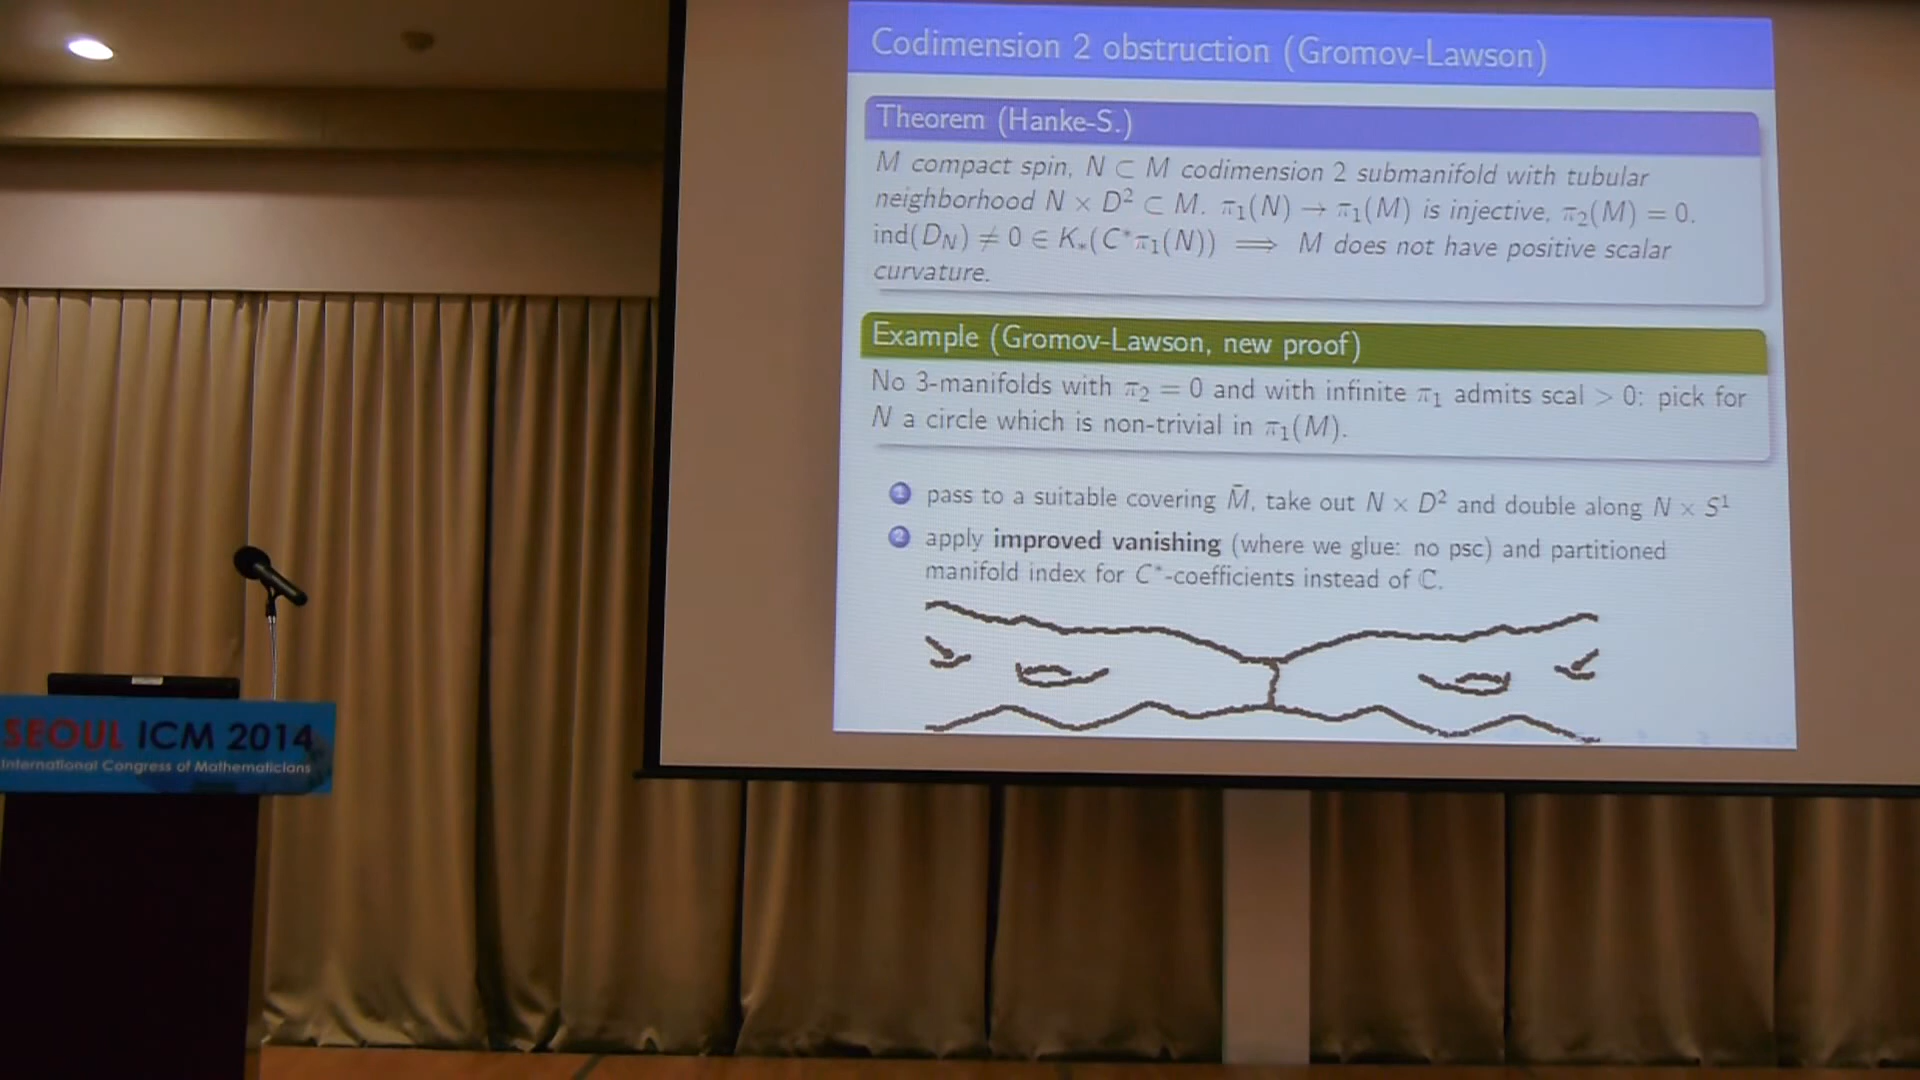 Codimension 2 obstruction (Gromov-Lawson)
Theorem (Hanke-S.)
M compact spin, N ⊂ M codimension 2 submanifold with tubular
neighborhood N × D² ⊂ M. π₁(N) → π₁(M) is injective, π₂(M) = 0.
ind(D_N) ≠ 0 ∈ K_*(C*π₁(N)) ⟹ M does not have positive scalar
curvature.
Example (Gromov-Lawson, new proof)
No 3-manifolds with π₂ = 0 and with infinite π₁ admits scal > 0: pick for
N a circle which is non-trivial in π₁(M).
1 pass to a suitable covering M̄, take out N × D² and double along N × S¹
2 apply improved vanishing (where we glue: no psc) and partitioned
manifold index for C*-coefficients instead of ℂ.
SEOUL ICM 2014
International Congress of Mathematicians